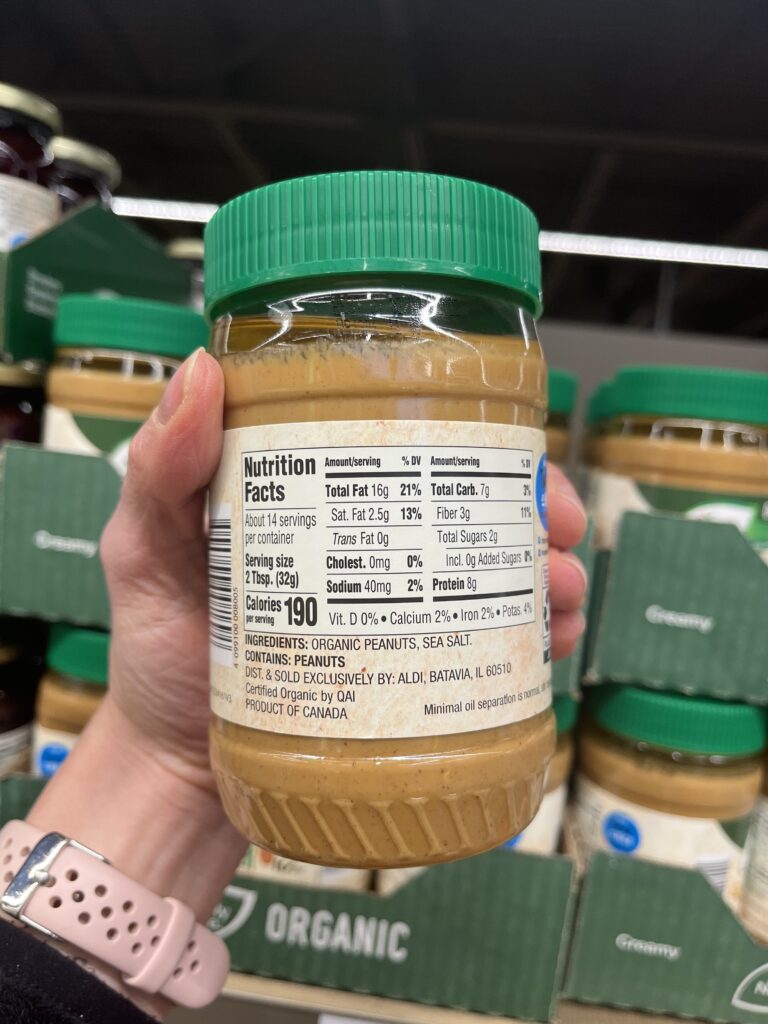 Nutrition
Facts
About 14 servings
per container
Serving size
2 Tbsp. (32g)
Calories
per serving 190
Amount/serving % DV
Total Fat 16g 21%
Sat. Fat 2.5g 13%
Trans Fat 0g
Cholest. 0mg 0%
Sodium 40mg 2%
Amount/serving % DV
Total Carb. 7g 3%
Fiber 3g 11%
Total Sugars 2g
Incl. 0g Added Sugars 0%
Protein 8g
Vit. D 0% • Calcium 2% • Iron 2% • Potas. 4%
INGREDIENTS: ORGANIC PEANUTS, SEA SALT.
CONTAINS: PEANUTS
DIST. & SOLD EXCLUSIVELY BY: ALDI, BATAVIA, IL 60510
Certified Organic by QAI
PRODUCT OF CANADA
Minimal oil separation is normal,
4 099100 008005
Creamy
Creamy
ORGANIC
Creamy